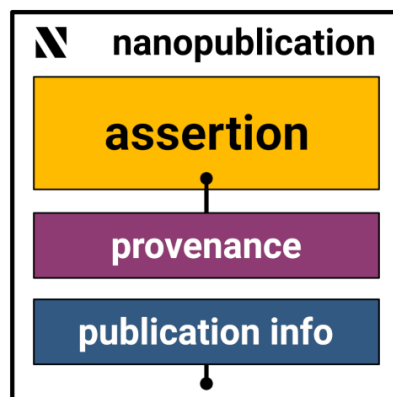 nanopublication
assertion
provenance
publication info